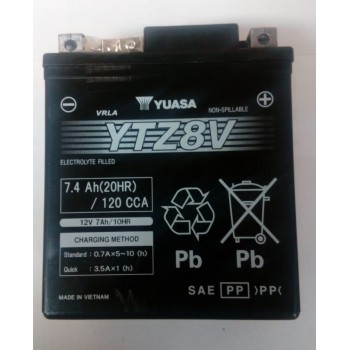 YUASA
VRLA
NON-SPILLABLE
YTZ8V
ELECTROLYTE FILLED
7.4 Ah(20HR)
/ 120 CCA
12V 7Ah/10HR
CHARGING METHOD
Standard : 0.7A×5~10 (h)
Quick : 3.5A×1 (h)
Pb Pb
MADE IN VIETNAM
SAE PP >PP<